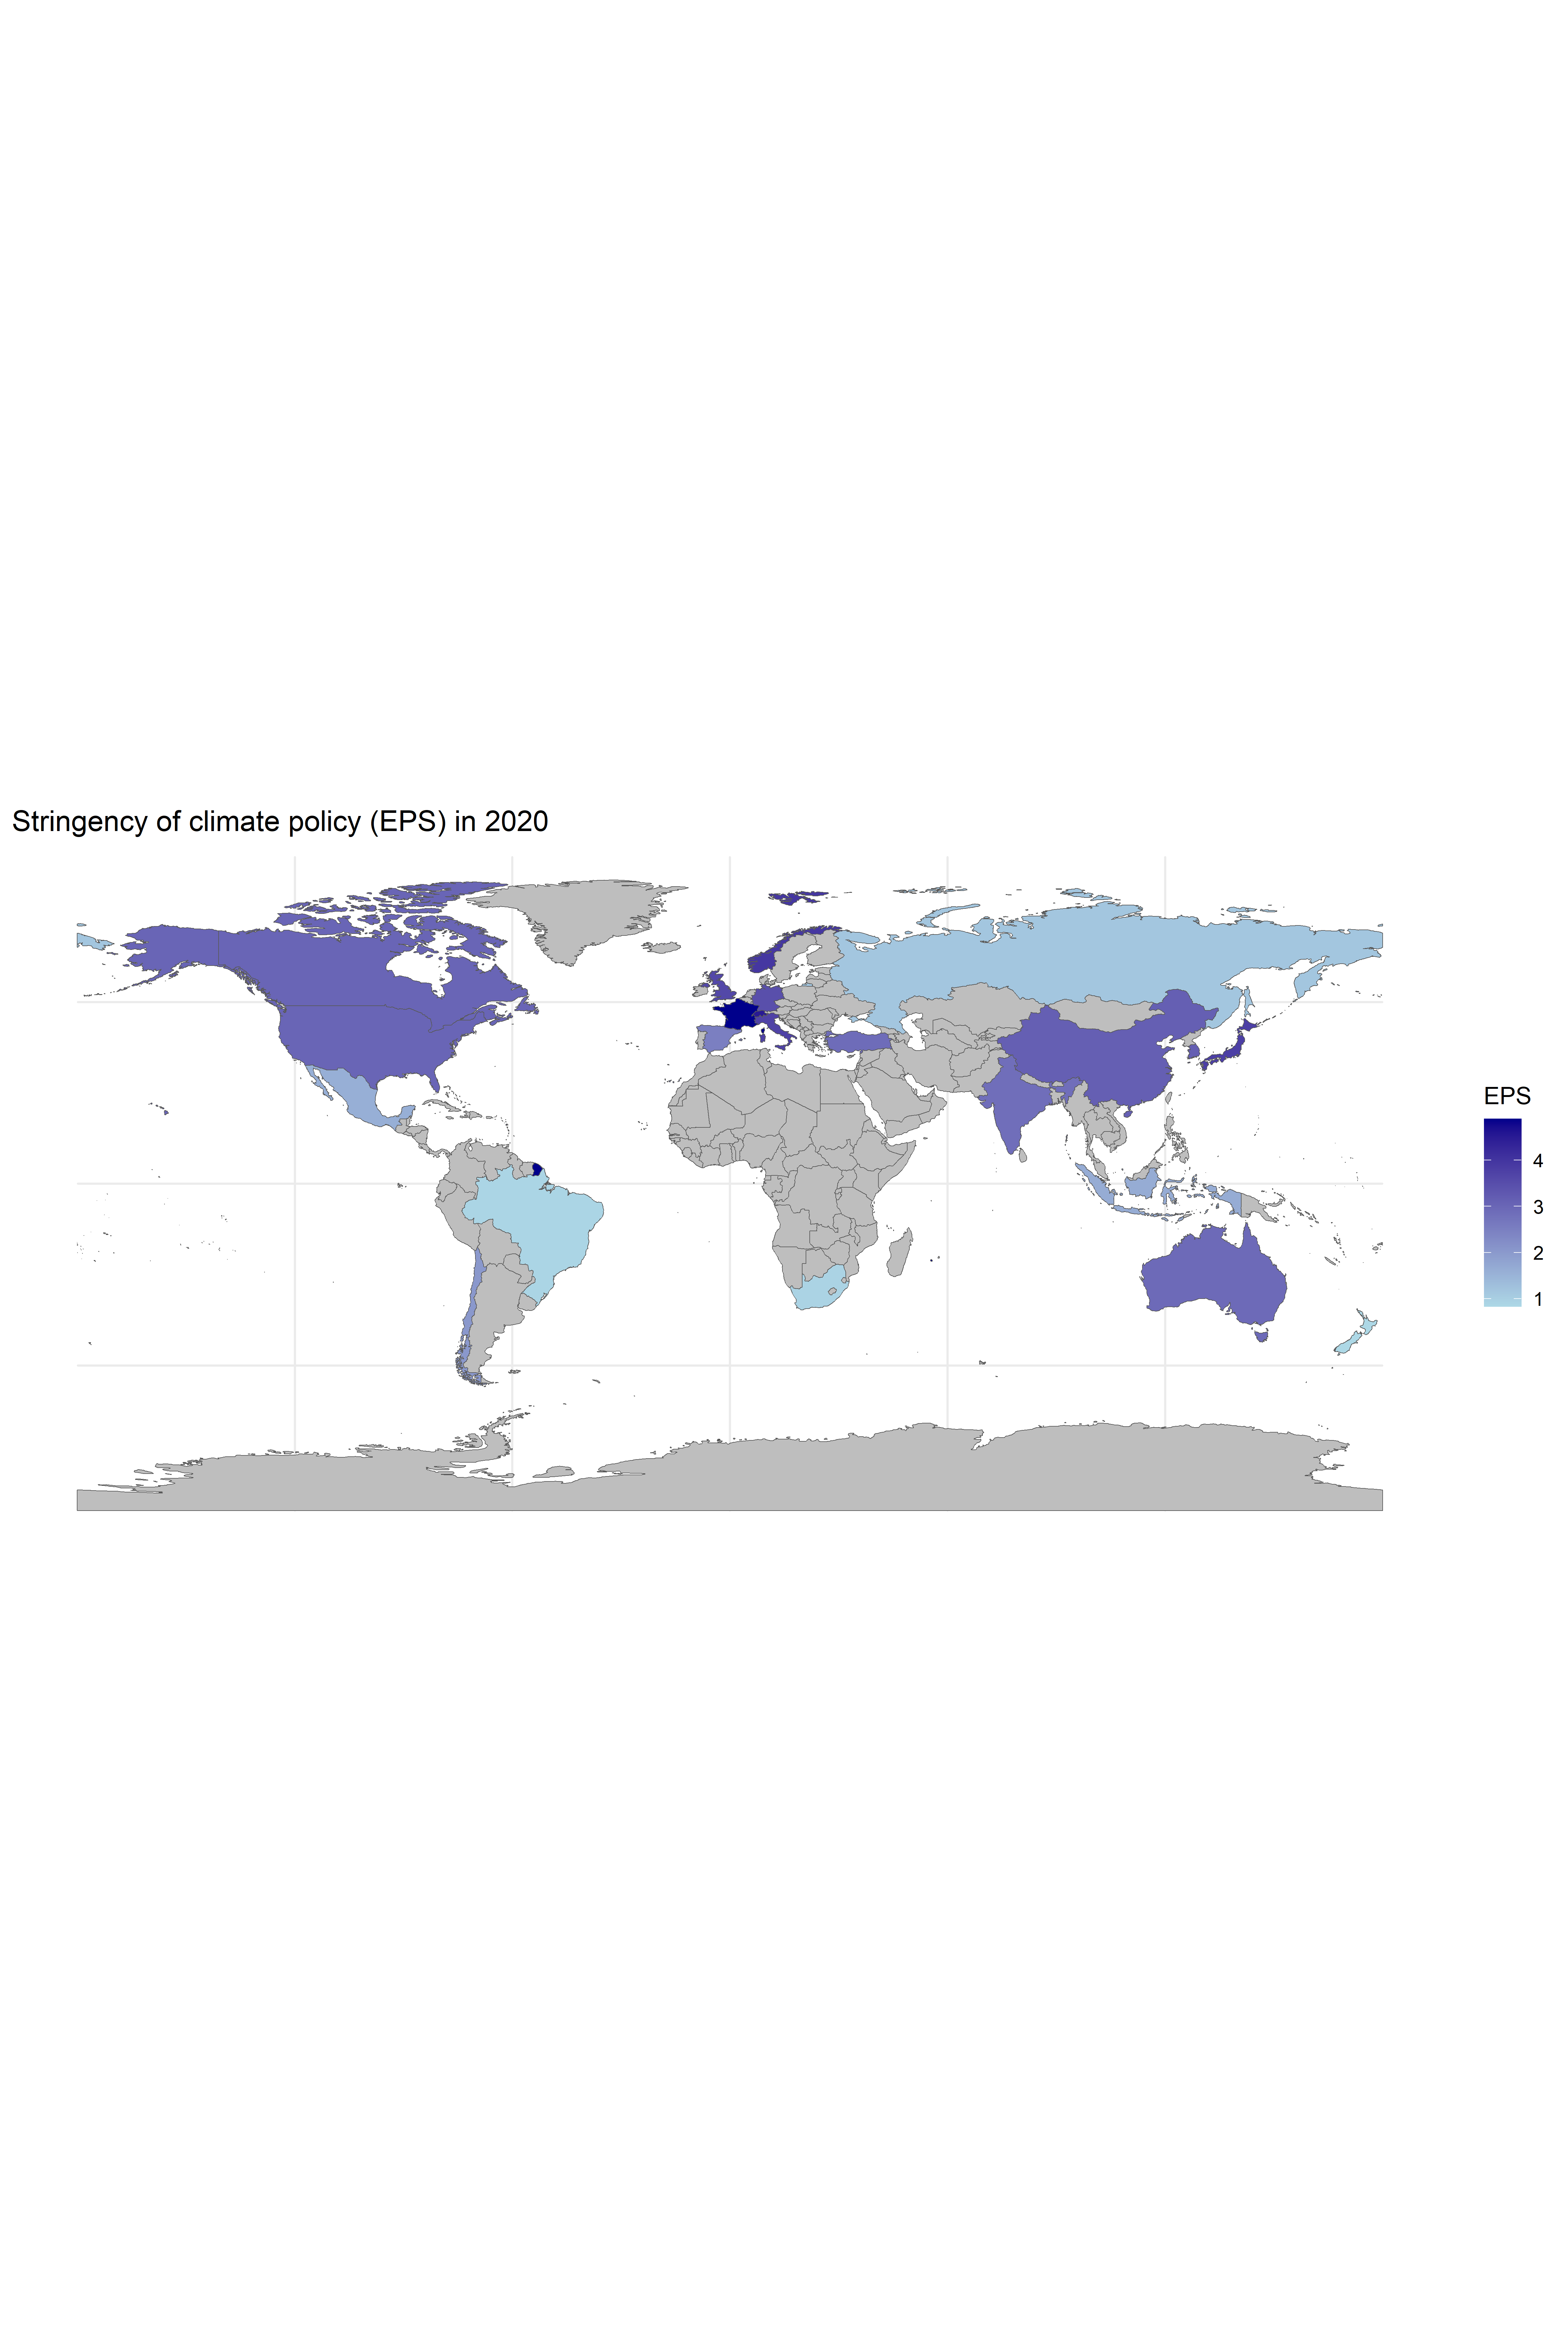 Stringency of climate policy (EPS) in 2020
EPS
4
3
2
1